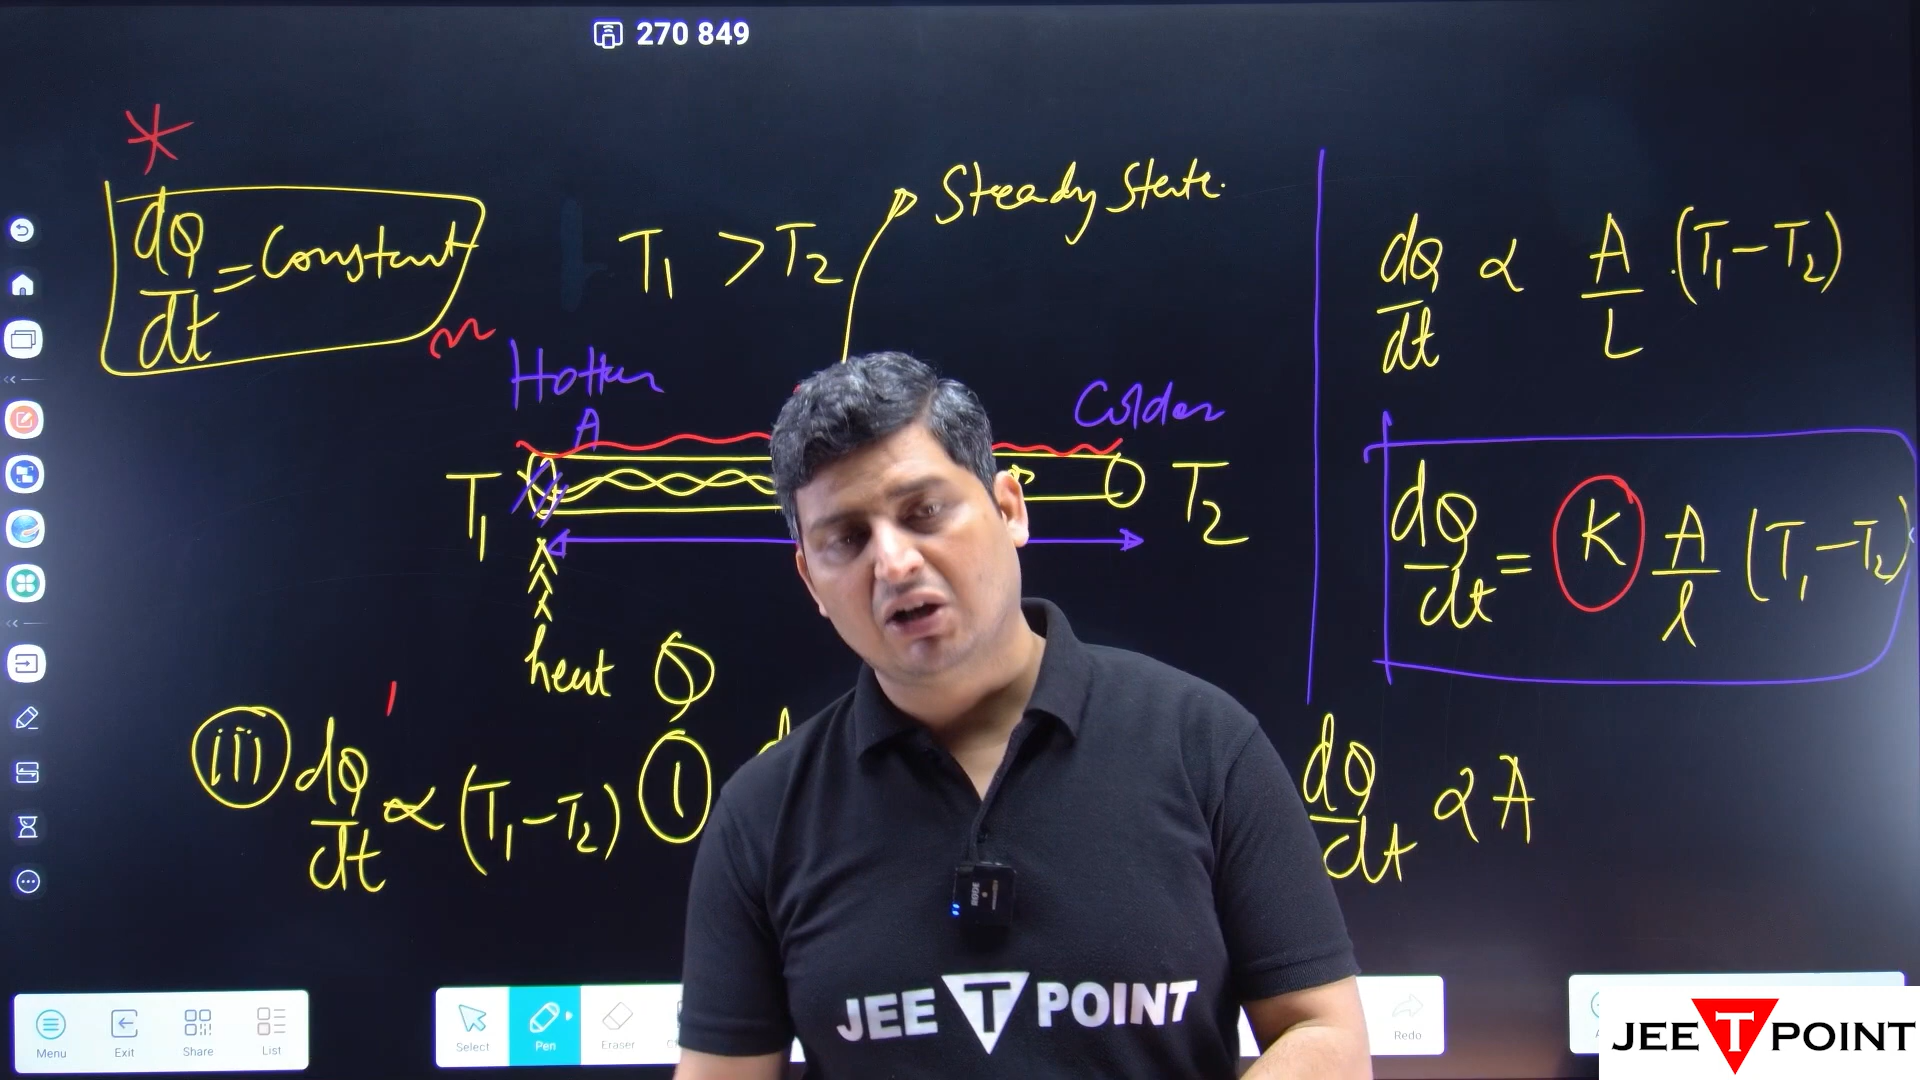 270 849
*
dQ/dt = Constant
T1 > T2
Steady State.
Hotter
A
Colder
T1
T2
heat Q
(iii) dQ/dt ∝ (T1 - T2)
(1) d
dQ/dt ∝ A/L · (T1 - T2)
dQ/dt = K A/l (T1 - T2)
dQ/dt ∝ A
RODE
JEE T POINT
Menu
Exit
Share
List
Select
Pen
Eraser
Redo
JEE T POINT